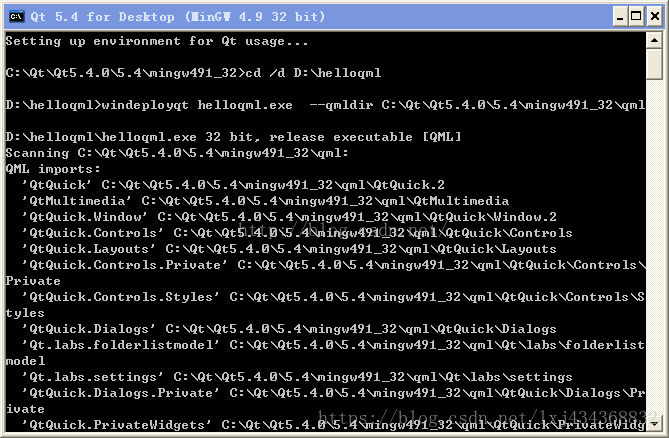 Qt 5.4 for Desktop (MinGW 4.9 32 bit)
Setting up environment for Qt usage...
C:\Qt\Qt5.4.0\5.4\mingw491_32>cd /d D:\helloqml
D:\helloqml>windeployqt helloqml.exe  --qmldir C:\Qt\Qt5.4.0\5.4\mingw491_32\qml
D:\helloqml\helloqml.exe 32 bit, release executable [QML]
Scanning C:\Qt\Qt5.4.0\5.4\mingw491_32\qml:
QML imports:
'QtQuick' C:\Qt\Qt5.4.0\5.4\mingw491_32\qml\QtQuick.2
'QtMultimedia' C:\Qt\Qt5.4.0\5.4\mingw491_32\qml\QtMultimedia
'QtQuick.Window' C:\Qt\Qt5.4.0\5.4\mingw491_32\qml\QtQuick\Window.2
'QtQuick.Controls' C:\Qt\Qt5.4.0\5.4\mingw491_32\qml\QtQuick\Controls
http://blog.csdn.net/
'QtQuick.Layouts' C:\Qt\Qt5.4.0\5.4\mingw491_32\qml\QtQuick\Layouts
'QtQuick.Controls.Private' C:\Qt\Qt5.4.0\5.4\mingw491_32\qml\QtQuick\Controls\
Private
'QtQuick.Controls.Styles' C:\Qt\Qt5.4.0\5.4\mingw491_32\qml\QtQuick\Controls\S
tyles
'QtQuick.Dialogs' C:\Qt\Qt5.4.0\5.4\mingw491_32\qml\QtQuick\Dialogs
'Qt.labs.folderlistmodel' C:\Qt\Qt5.4.0\5.4\mingw491_32\qml\Qt\labs\folderlist
model
'Qt.labs.settings' C:\Qt\Qt5.4.0\5.4\mingw491_32\qml\Qt\labs\settings
'QtQuick.Dialogs.Private' C:\Qt\Qt5.4.0\5.4\mingw491_32\qml\QtQuick\Dialogs\Pr
ivate
https://blog.csdn.net/lxj434368832
'QtQuick.PrivateWidgets' C:\Qt\Qt5.4.0\5.4\mingw491_32\qml\QtQuick\PrivateWidg